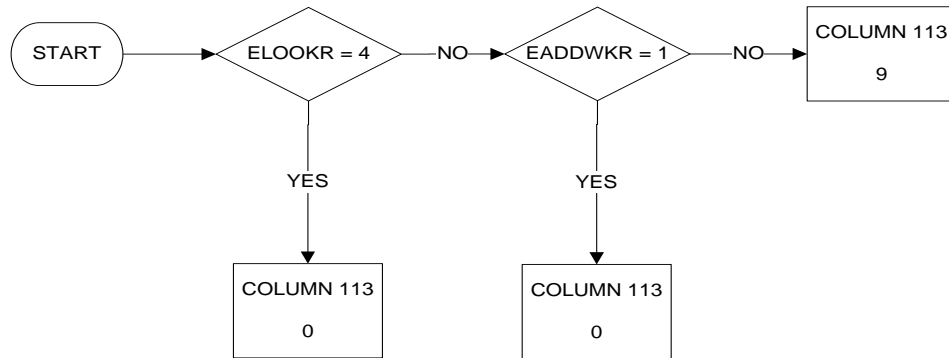 START
ELOOKR = 4
NO
EADDWKR = 1
NO
COLUMN 113
9
YES
YES
COLUMN 113
0
COLUMN 113
0